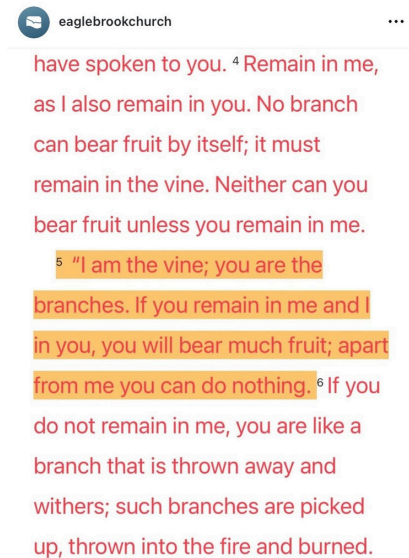 eaglebrookchurch
have spoken to you. 4 Remain in me,
as I also remain in you. No branch
can bear fruit by itself; it must
remain in the vine. Neither can you
bear fruit unless you remain in me.
5 “I am the vine; you are the
branches. If you remain in me and I
in you, you will bear much fruit; apart
from me you can do nothing. 6 If you
do not remain in me, you are like a
branch that is thrown away and
withers; such branches are picked
up, thrown into the fire and burned.